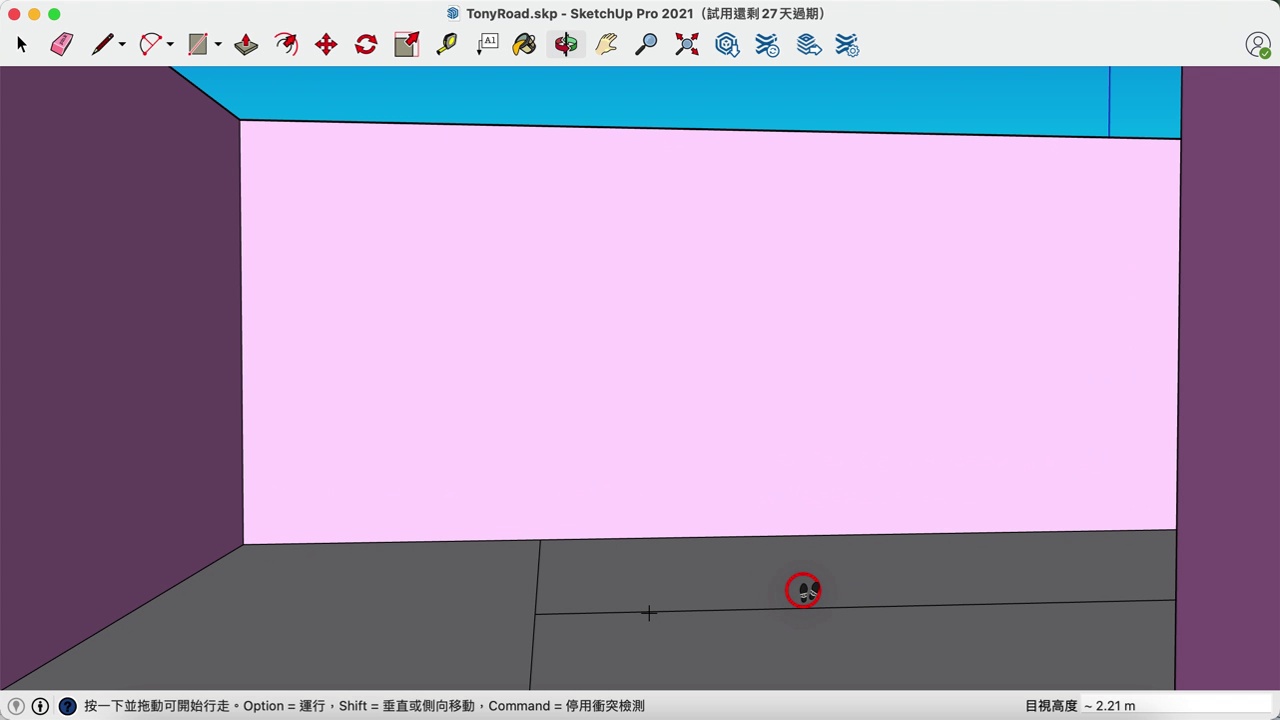 TonyRoad.skp - SketchUp Pro 2021（試用還剩 27 天過期）
A1
按一下並拖動可開始行走。Option = 運行，Shift = 垂直或側向移動，Command = 停用衝突檢測
目視高度 ~ 2.21 m